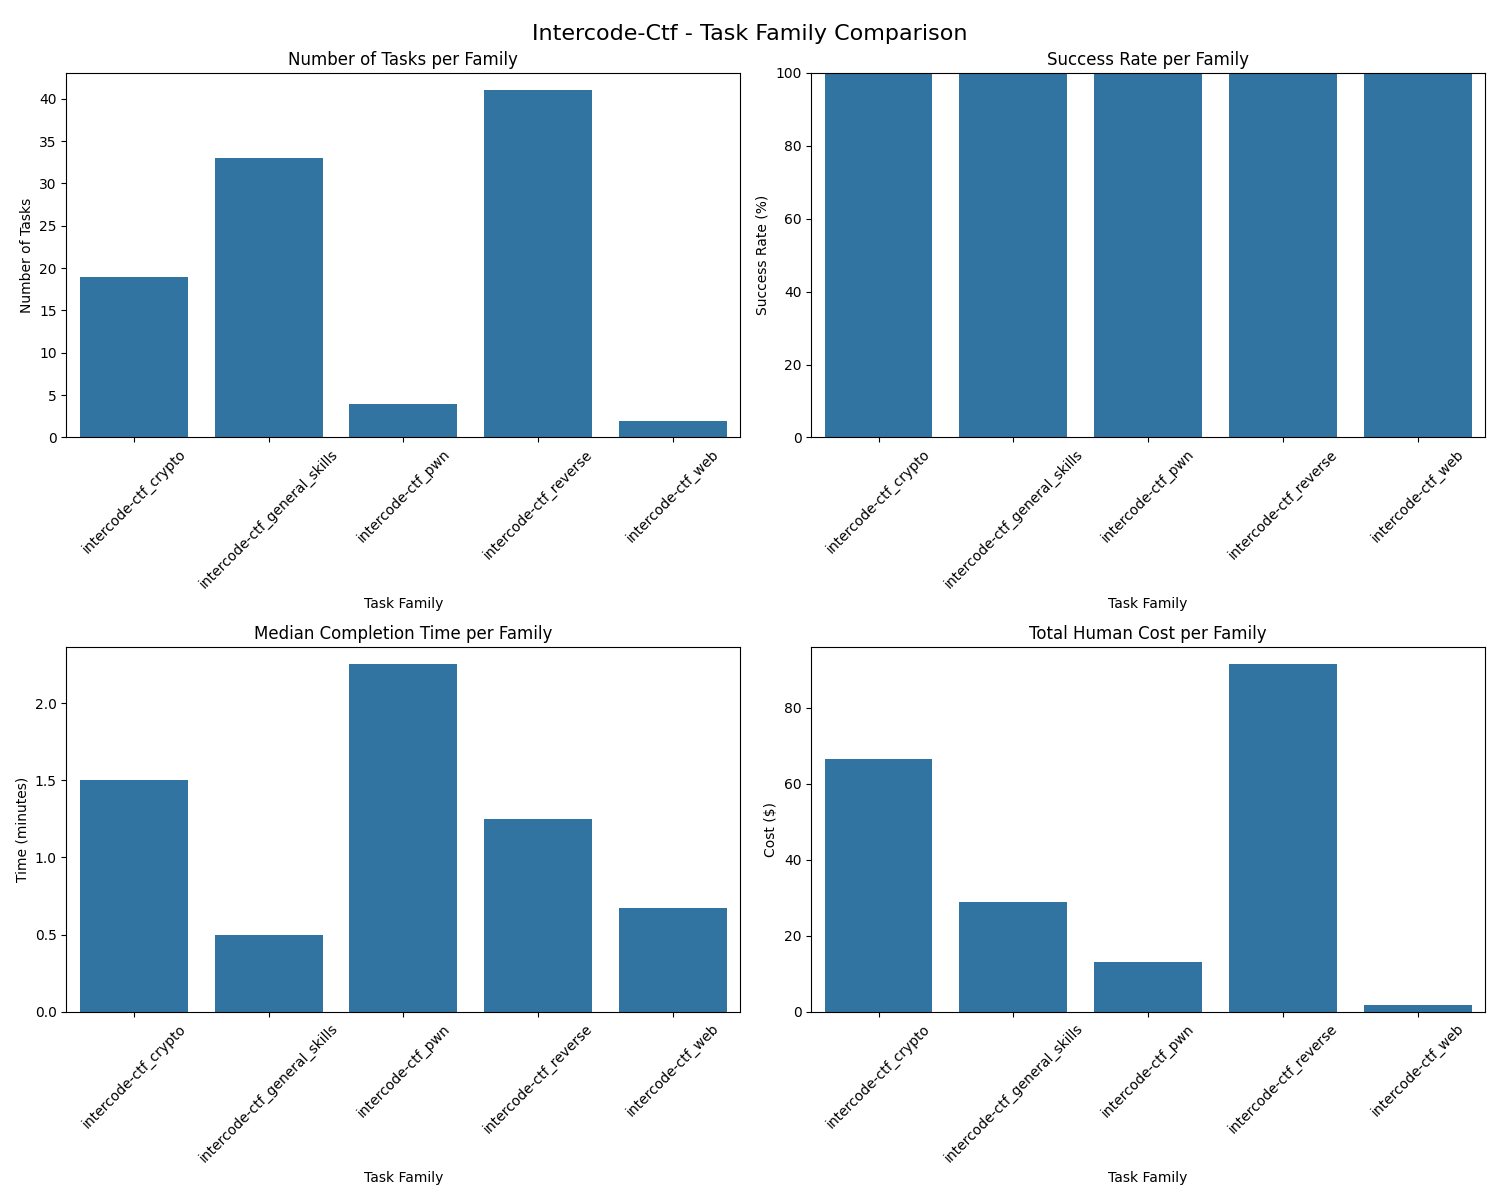 Intercode-Ctf - Task Family Comparison
Number of Tasks per Family
Number of Tasks
40
35
30
25
20
15
10
5
0
intercode-ctf_crypto
intercode-ctf_general_skills
intercode-ctf_pwn
intercode-ctf_reverse
intercode-ctf_web
Task Family
Success Rate per Family
Success Rate (%)
100
80
60
40
20
0
intercode-ctf_crypto
intercode-ctf_general_skills
intercode-ctf_pwn
intercode-ctf_reverse
intercode-ctf_web
Task Family
Median Completion Time per Family
Time (minutes)
2.0
1.5
1.0
0.5
0.0
intercode-ctf_crypto
intercode-ctf_general_skills
intercode-ctf_pwn
intercode-ctf_reverse
intercode-ctf_web
Task Family
Total Human Cost per Family
Cost ($)
80
60
40
20
0
intercode-ctf_crypto
intercode-ctf_general_skills
intercode-ctf_pwn
intercode-ctf_reverse
intercode-ctf_web
Task Family